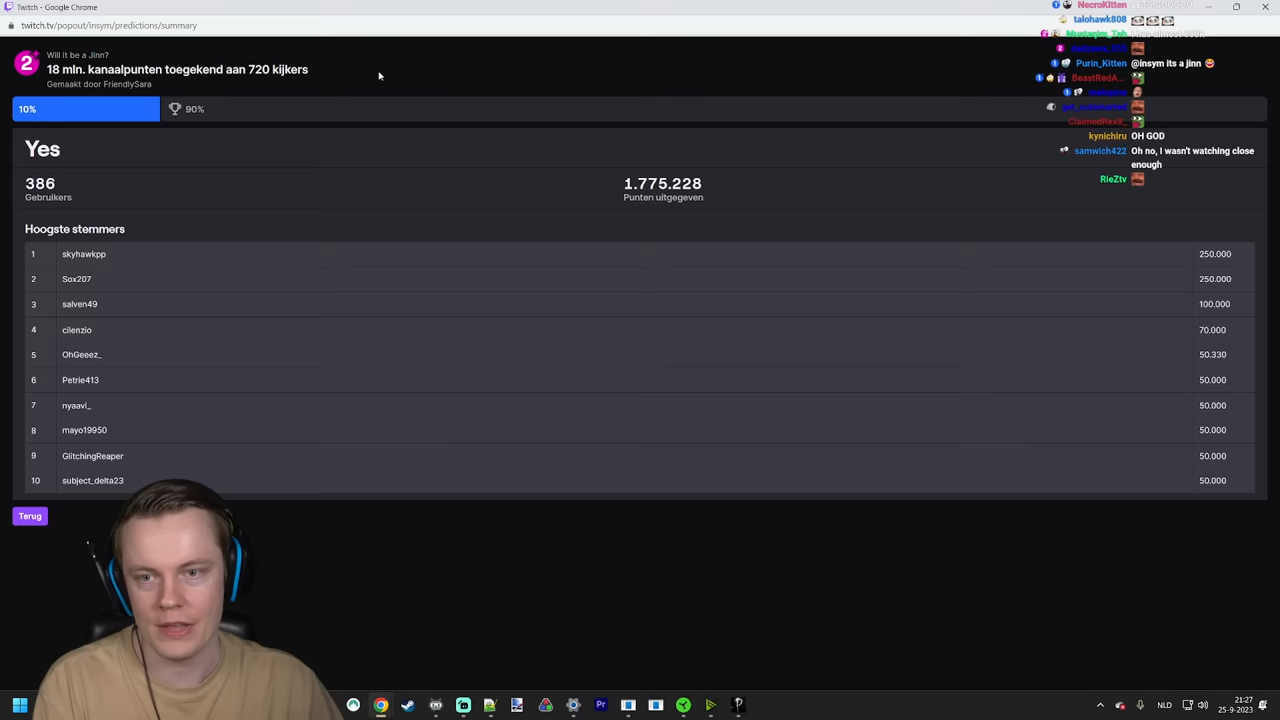 Twitch - Google Chrome
twitch.tv/popout/insym/predictions/summary
2
Will it be a Jinn?
18 mln. kanaalpunten toegekend aan 720 kijkers
Gemaakt door FriendlySara
10%
90%
Yes
386
Gebruikers
1.775.228
Punten uitgegeven
Hoogste stemmers
1 skyhawkpp 250.000
2 Sox207 250.000
3 salven49 100.000
4 cilenzio 70.000
5 OhGeeez_ 50.330
6 Petrie413 50.000
7 nyaavi_ 50.000
8 mayo19950 50.000
9 GlitchingReaper 50.000
10 subject_delta23 50.000
Terug
NecroKitten
talohawk808
Mustaqim_Tah
Purin_Kitten @insym its a jinn
BeastRedA...
ClaimedRex8_
kynichiru OH GOD
samwich422 Oh no, I wasn't watching close
enough
RieZtv
NLD
21:27
25-9-2023